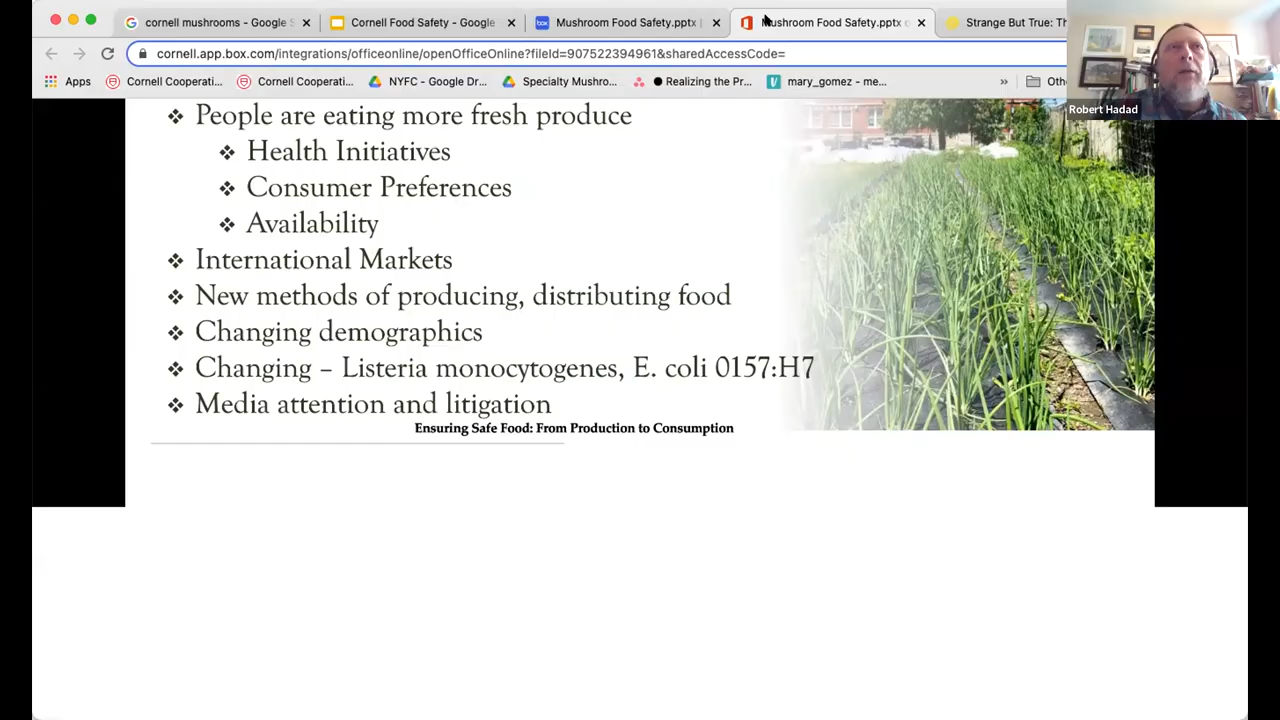 cornell mushrooms - Google S
Cornell Food Safety - Google
Mushroom Food Safety.pptx |
Mushroom Food Safety.pptx o
Strange But True: Th
cornell.app.box.com/integrations/officeonline/openOfficeOnline?fileId=907522394961&sharedAccessCode=
Apps
Cornell Cooperati...
Cornell Cooperati...
NYFC - Google Dr...
Specialty Mushro...
Realizing the Pr...
mary_gomez - me...
»
Robert Hadad
❖ People are eating more fresh produce
❖ Health Initiatives
❖ Consumer Preferences
❖ Availability
❖ International Markets
❖ New methods of producing, distributing food
❖ Changing demographics
❖ Changing – Listeria monocytogenes, E. coli 0157:H7
❖ Media attention and litigation
Ensuring Safe Food: From Production to Consumption